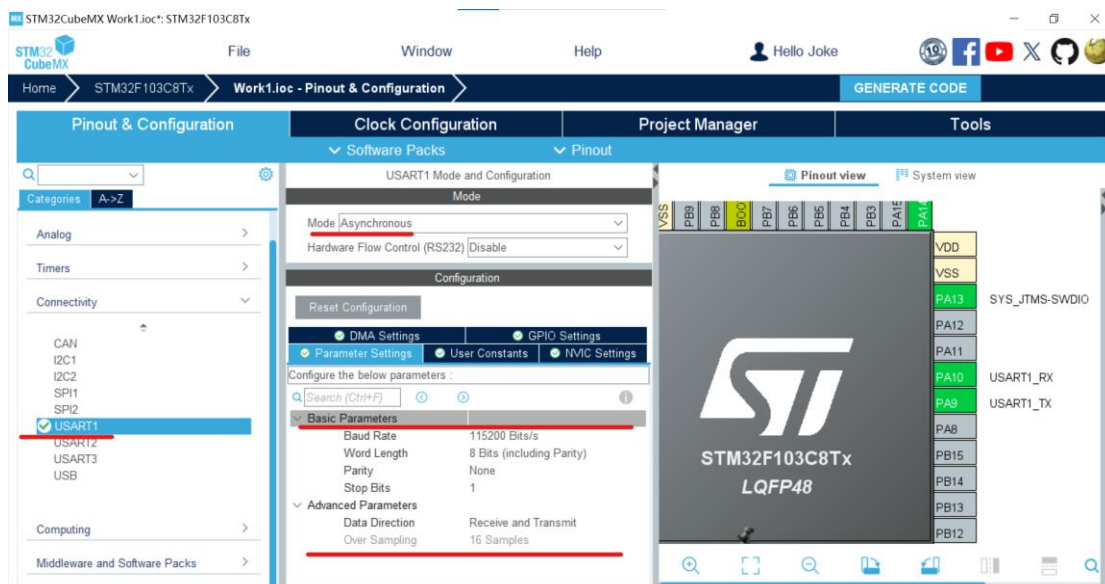 MX STM32CubeMX Work1.ioc*: STM32F103C8Tx
STM32 CubeMX File Window Help Hello Joke 10
Home STM32F103C8Tx Work1.ioc - Pinout & Configuration GENERATE CODE
Pinout & Configuration Clock Configuration Project Manager Tools
Software Packs Pinout
Categories A->Z
Analog
Timers
Connectivity
CAN
I2C1
I2C2
SPI1
SPI2
USART1
USART2
USART3
USB
Computing
Middleware and Software Packs
USART1 Mode and Configuration
Mode
Mode Asynchronous
Hardware Flow Control (RS232) Disable
Configuration
Reset Configuration
DMA Settings GPIO Settings
Parameter Settings User Constants NVIC Settings
Configure the below parameters :
Search (Ctrl+F)
Basic Parameters
Baud Rate 115200 Bits/s
Word Length 8 Bits (including Parity)
Parity None
Stop Bits 1
Advanced Parameters
Data Direction Receive and Transmit
Over Sampling 16 Samples
Pinout view System view
VSS PB9 PB8 BOO PB7 PB6 PB5 PB4 PB3 PA15 PA14
VDD
VSS
PA13 SYS_JTMS-SWDIO
PA12
PA11
PA10 USART1_RX
PA9 USART1_TX
PA8
PB15
PB14
PB13
PB12
ST
STM32F103C8Tx
LQFP48